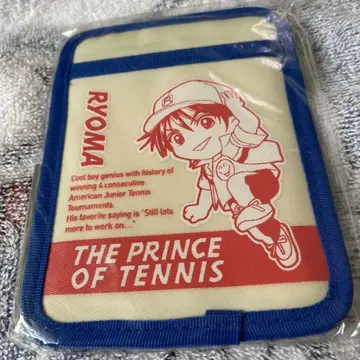 RYOMA
Cool boy genius with history of
winning 4 consecutive
American Junior Tennis
Tournaments.
His favorite saying is "Still lots
more to work on..."
THE PRINCE
OF TENNIS